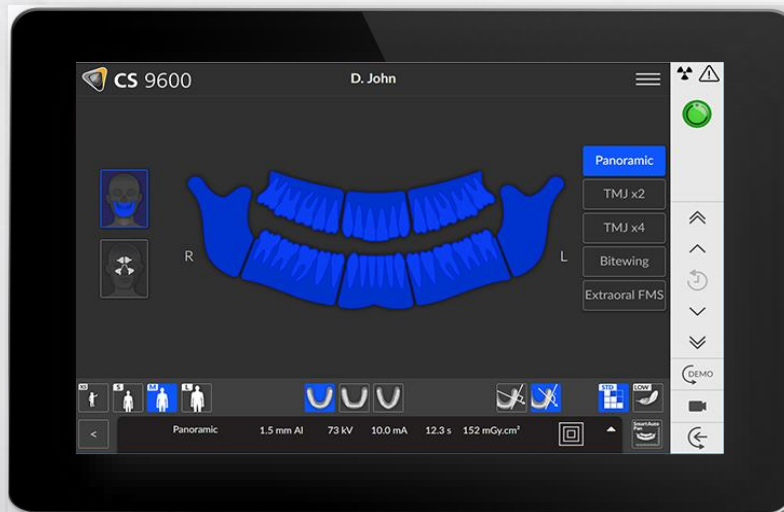 CS 9600
D. John
Panoramic
TMJ x2
TMJ x4
R
L
Bitewing
Extraoral FMS
DEMO
XS
S
M
L
STD
LOW
<
Panoramic 1.5 mm Al 73 kV 10.0 mA 12.3 s 152 mGy.cm²
SmartAuto
Pan